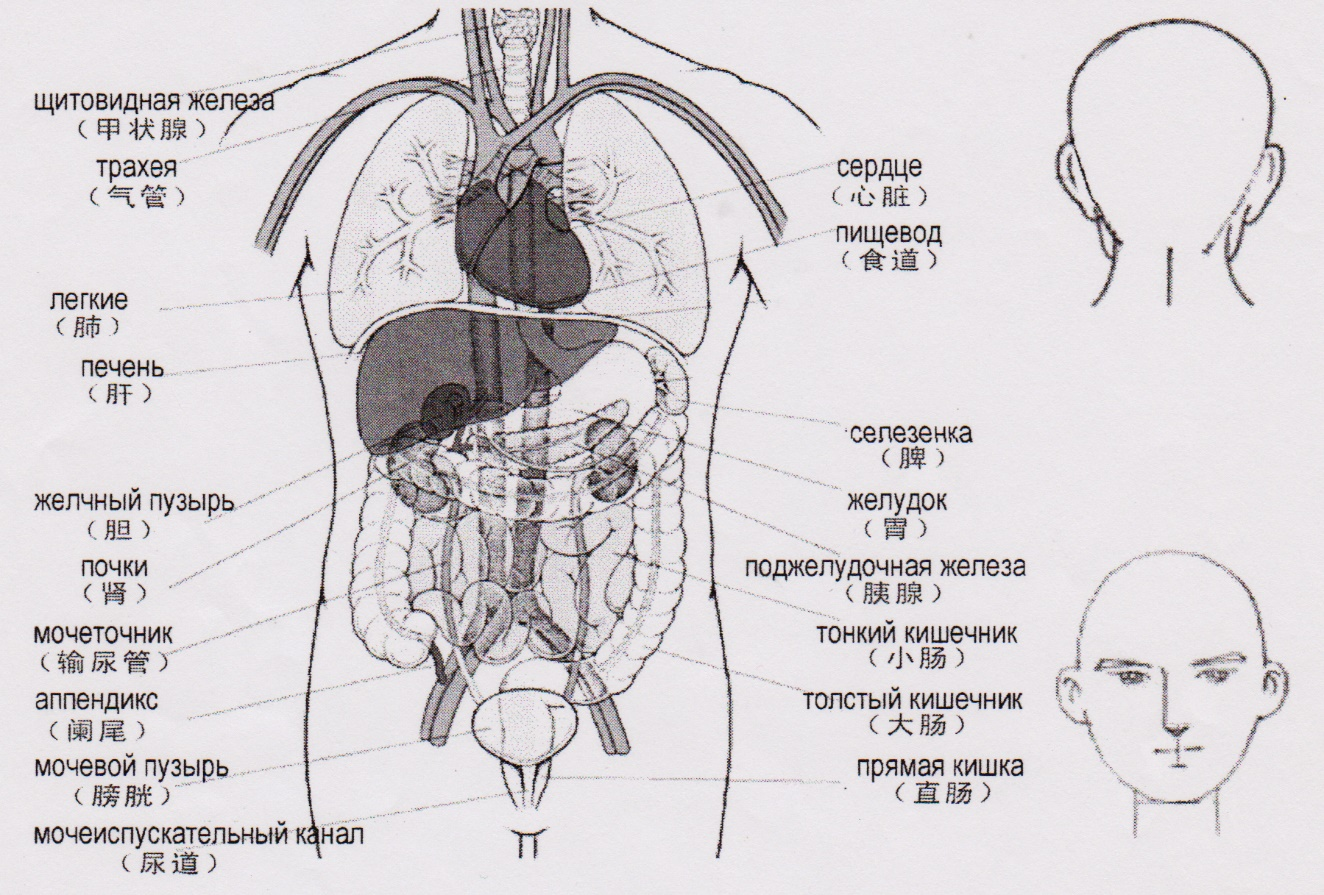 щитовидная железа
（甲状腺）
трахея
（气管）
легкие
（肺）
печень
（肝）
желчный пузырь
（胆）
почки
（肾）
мочеточник
（输尿管）
аппендикс
（阑尾）
мочевой пузырь
（膀胱）
мочеиспускательный канал
（尿道）
сердце
（心脏）
пищевод
（食道）
селезенка
（脾）
желудок
（胃）
поджелудочная железа
（胰腺）
тонкий кишечник
（小肠）
толстый кишечник
（大肠）
прямая кишка
（直肠）